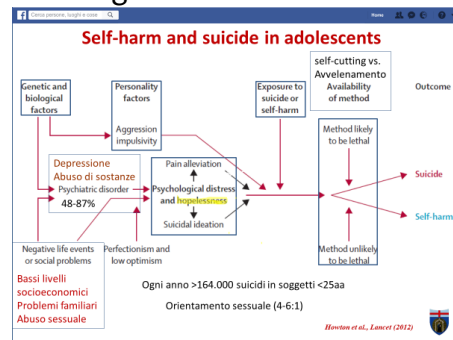 Cerca persone, luoghi e cose
Home
Self-harm and suicide in adolescents
self-cutting vs.
Avvelenamento
Genetic and
biological
factors
Personality
factors
Exposure to
suicide or
self-harm
Availability
of method
Outcome
Aggression
impulsivity
Method likely
to be lethal
Depressione
Abuso di sostanze
Psychiatric disorder
48-87%
Pain alleviation
Psychological distress
and hopelessness
Suicidal ideation
Suicide
Self-harm
Negative life events
or social problems
Perfectionism and
low optimism
Method unlikely
to be lethal
Bassi livelli
socioeconomici
Problemi familiari
Abuso sessuale
Ogni anno >164.000 suicidi in soggetti <25aa
Orientamento sessuale (4-6:1)
Howton et al., Lancet (2012)